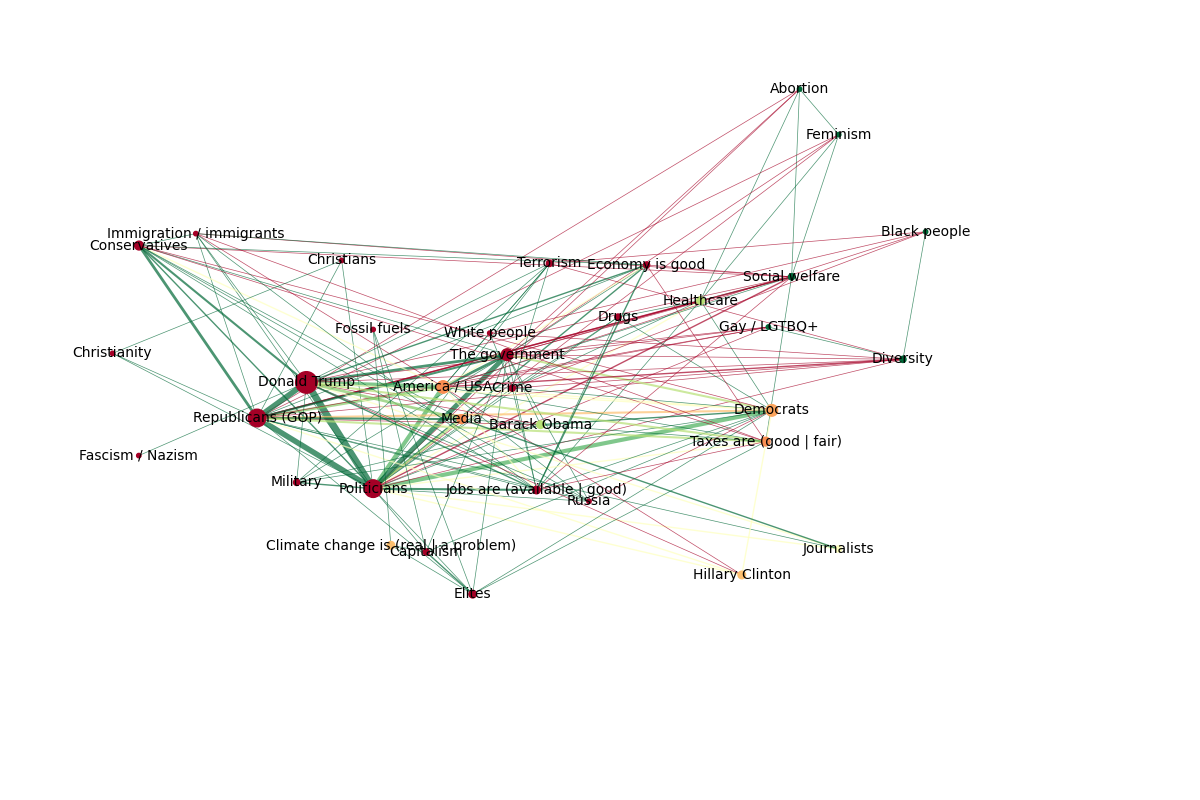 Abortion
Feminism
Black people
Immigration / immigrants
Conservatives
Christians
Terrorism
Economy is good
Social welfare
Healthcare
Drugs
Gay / LGTBQ+
Fossil fuels
White people
Christianity
The government
Diversity
Donald Trump
America / USA
Crime
Republicans (GOP)
Media
Barack Obama
Democrats
Taxes are (good | fair)
Fascism / Nazism
Military
Politicians
Jobs are (available | good)
Russia
Climate change is (real | a problem)
Capitalism
Journalists
Hillary Clinton
Elites